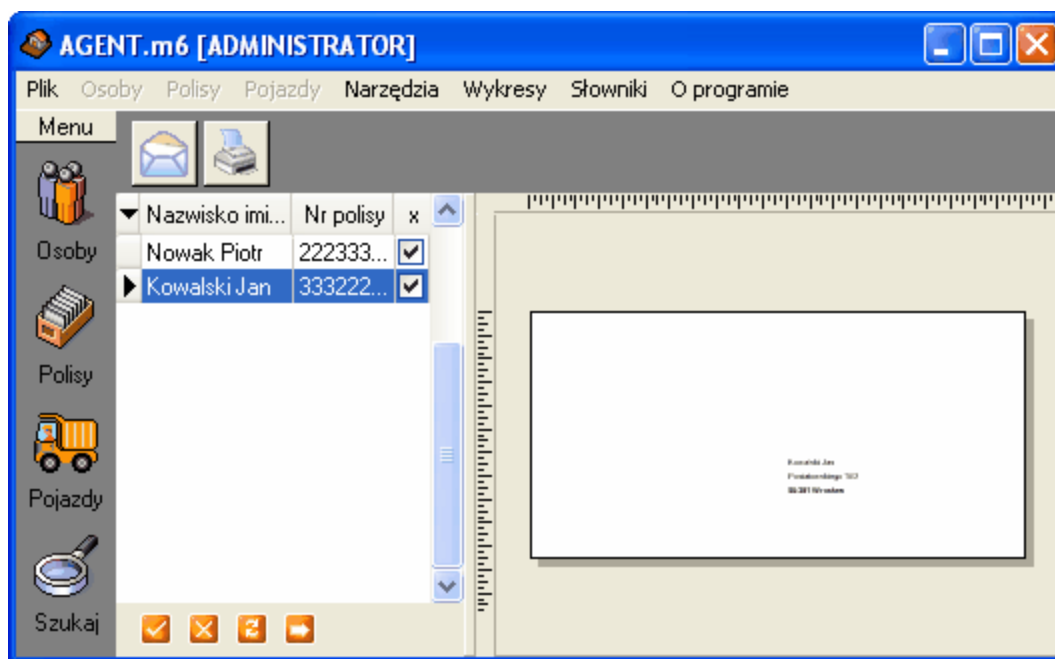 AGENT.m6 [ADMINISTRATOR]
Plik Osoby Polisy Pojazdy Narzędzia Wykresy Słowniki O programie
Menu
Osoby
Polisy
Pojazdy
Szukaj
Nazwisko imi... Nr polisy x
Nowak Piotr 222333...
Kowalski Jan 333222...
Kowalski Jan
Wrocław